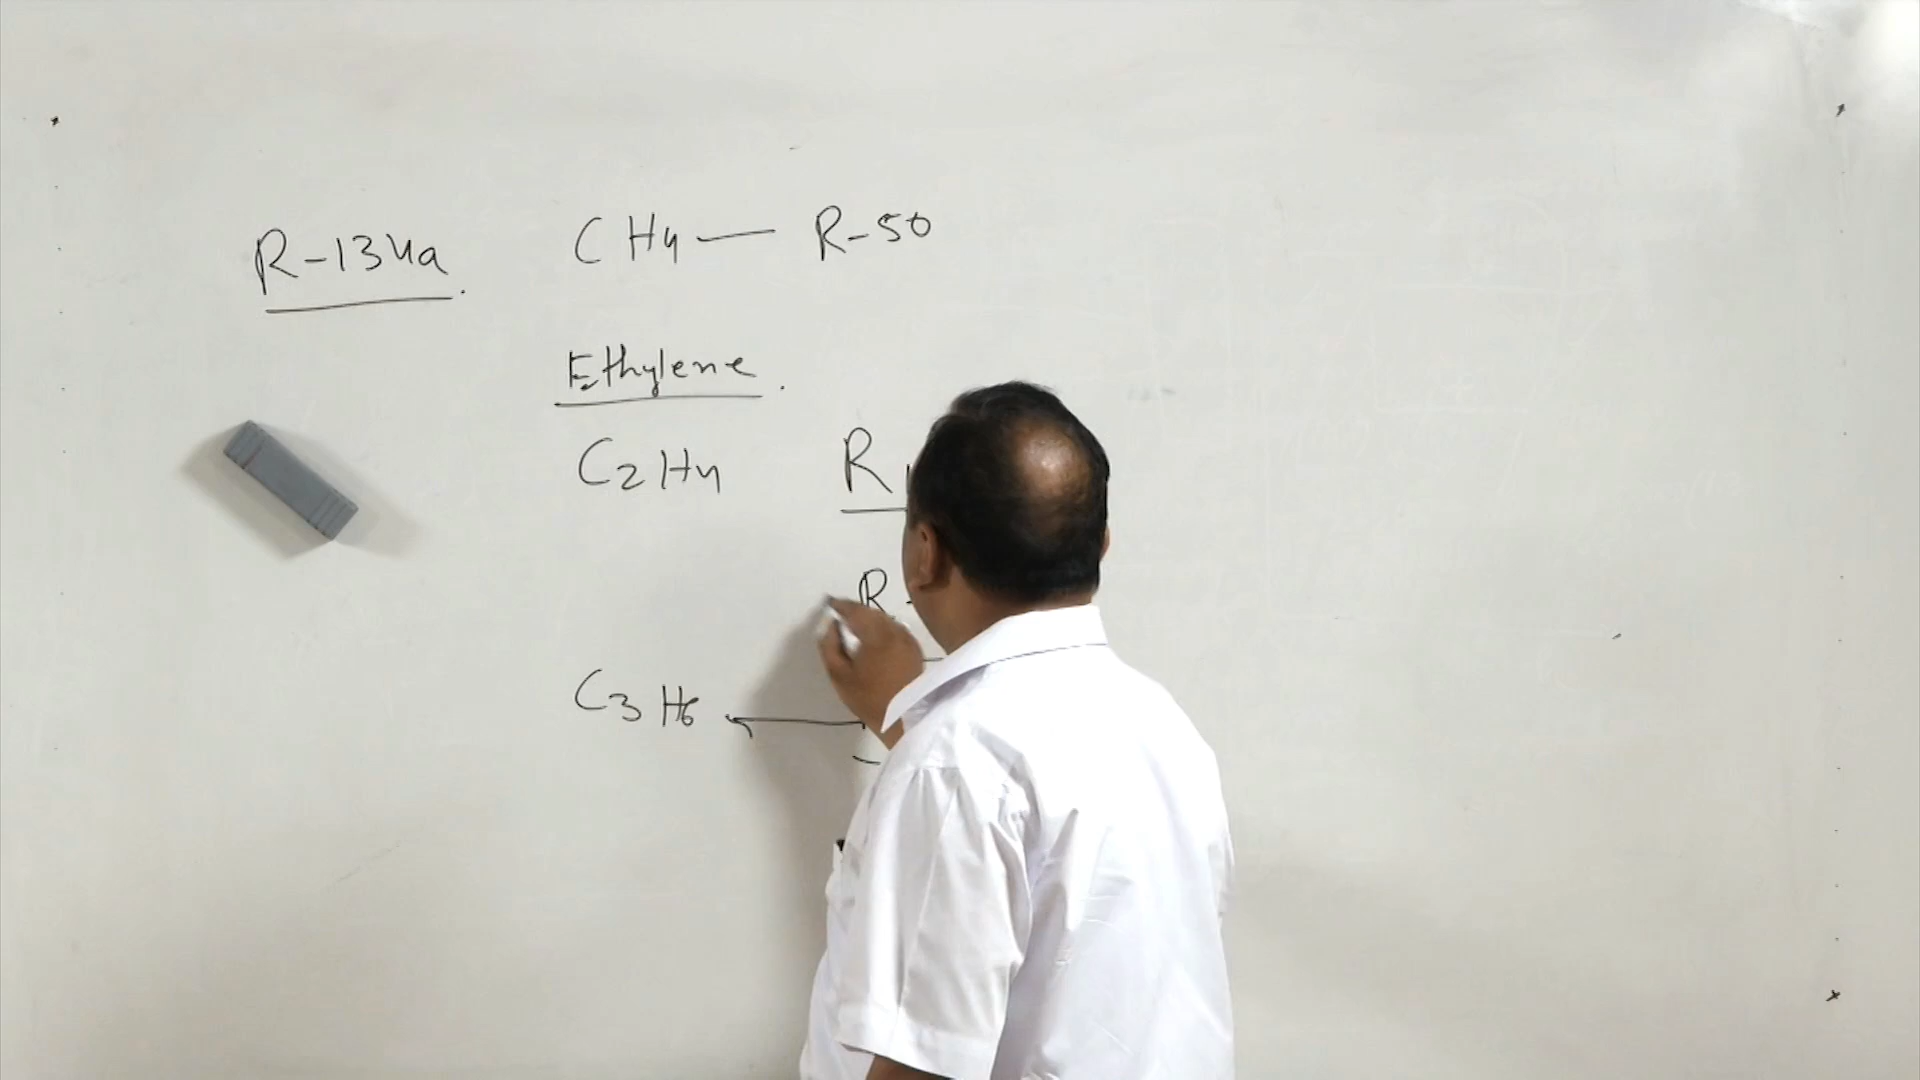 R-134a
CH4 — R-50
Ethylene.
C2H4 R
R
C3H6